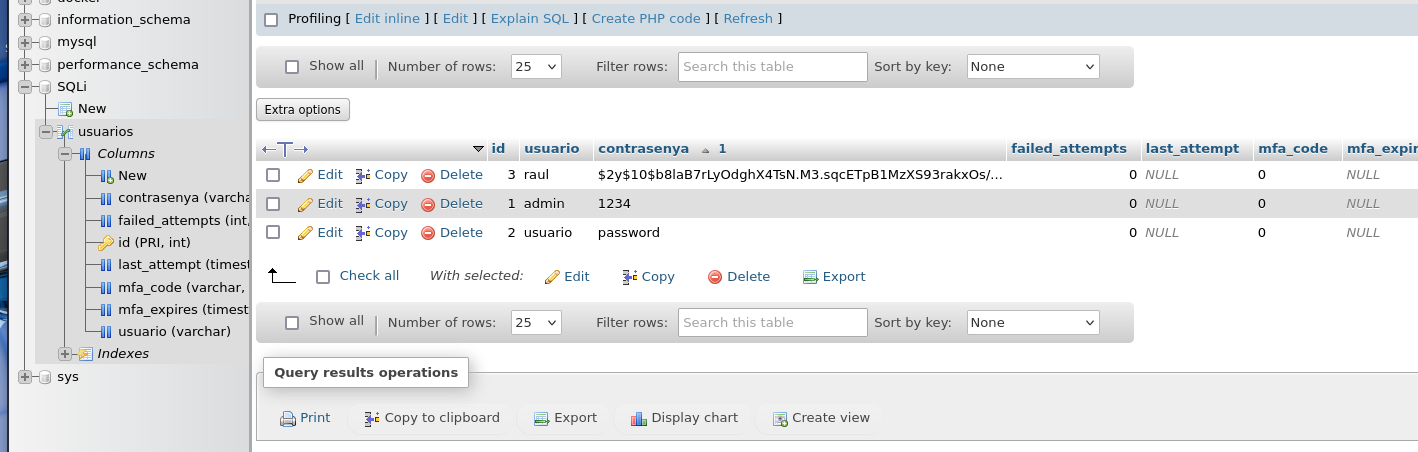 docker
information_schema
mysql
performance_schema
SQLi
New
usuarios
Columns
New
contrasenya (varcha
failed_attempts (int,
id (PRI, int)
last_attempt (timest
mfa_code (varchar,
mfa_expires (timest
usuario (varchar)
Indexes
sys
Profiling [ Edit inline ] [ Edit ] [ Explain SQL ] [ Create PHP code ] [ Refresh ]
Show all | Number of rows: 25 Filter rows: Search this table Sort by key: None
Extra options
id usuario contrasenya 1 failed_attempts last_attempt mfa_code mfa_expir
Edit Copy Delete 3 raul $2y$10$b8laB7rLyOdghX4TsN.M3.sqcETpB1MzXS93rakxOs/... 0 NULL 0 NULL
Edit Copy Delete 1 admin 1234 0 NULL 0 NULL
Edit Copy Delete 2 usuario password 0 NULL 0 NULL
Check all With selected: Edit Copy Delete Export
Show all | Number of rows: 25 Filter rows: Search this table Sort by key: None
Query results operations
Print Copy to clipboard Export Display chart Create view